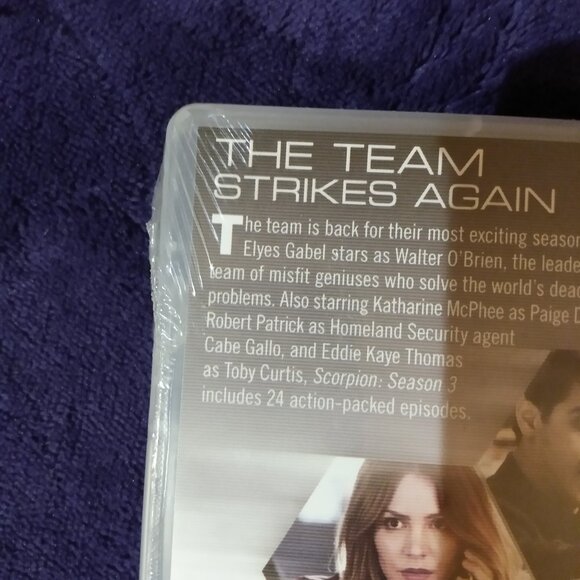 THE TEAM
STRIKES AGAIN
The team is back for their most exciting season
Elyes Gabel stars as Walter O'Brien, the leade
team of misfit geniuses who solve the world's dead
problems. Also starring Katharine McPhee as Paige D
Robert Patrick as Homeland Security agent
Cabe Gallo, and Eddie Kaye Thomas
as Toby Curtis, Scorpion: Season 3
includes 24 action-packed episodes.